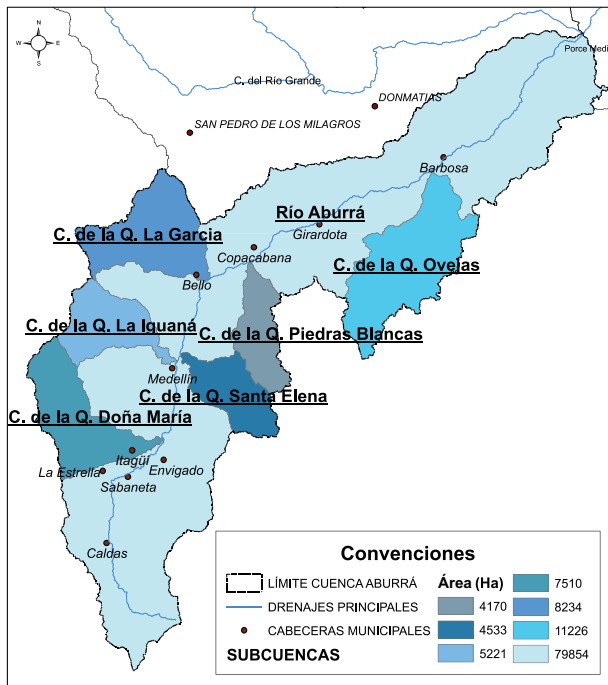 N
W
E
S
Porce Medi
C. del Río Grande
DONMATIAS
SAN PEDRO DE LOS MILAGROS
Barbosa
Río Aburrá
Girardota
C. de la Q. La Garcia
Copacabana
C. de la Q. Ovejas
Bello
C. de la Q. La Iguaná
C. de la Q. Piedras Blancas
Medellín
C. de la Q. Santa Elena
C. de la Q. Doña María
Itagüí
La Estrella
Envigado
Sabaneta
Caldas
Convenciones
LÍMITE CUENCA ABURRÁ
DRENAJES PRINCIPALES
CABECERAS MUNICIPALES
SUBCUENCAS
Área (Ha)
4170
4533
5221
7510
8234
11226
79854